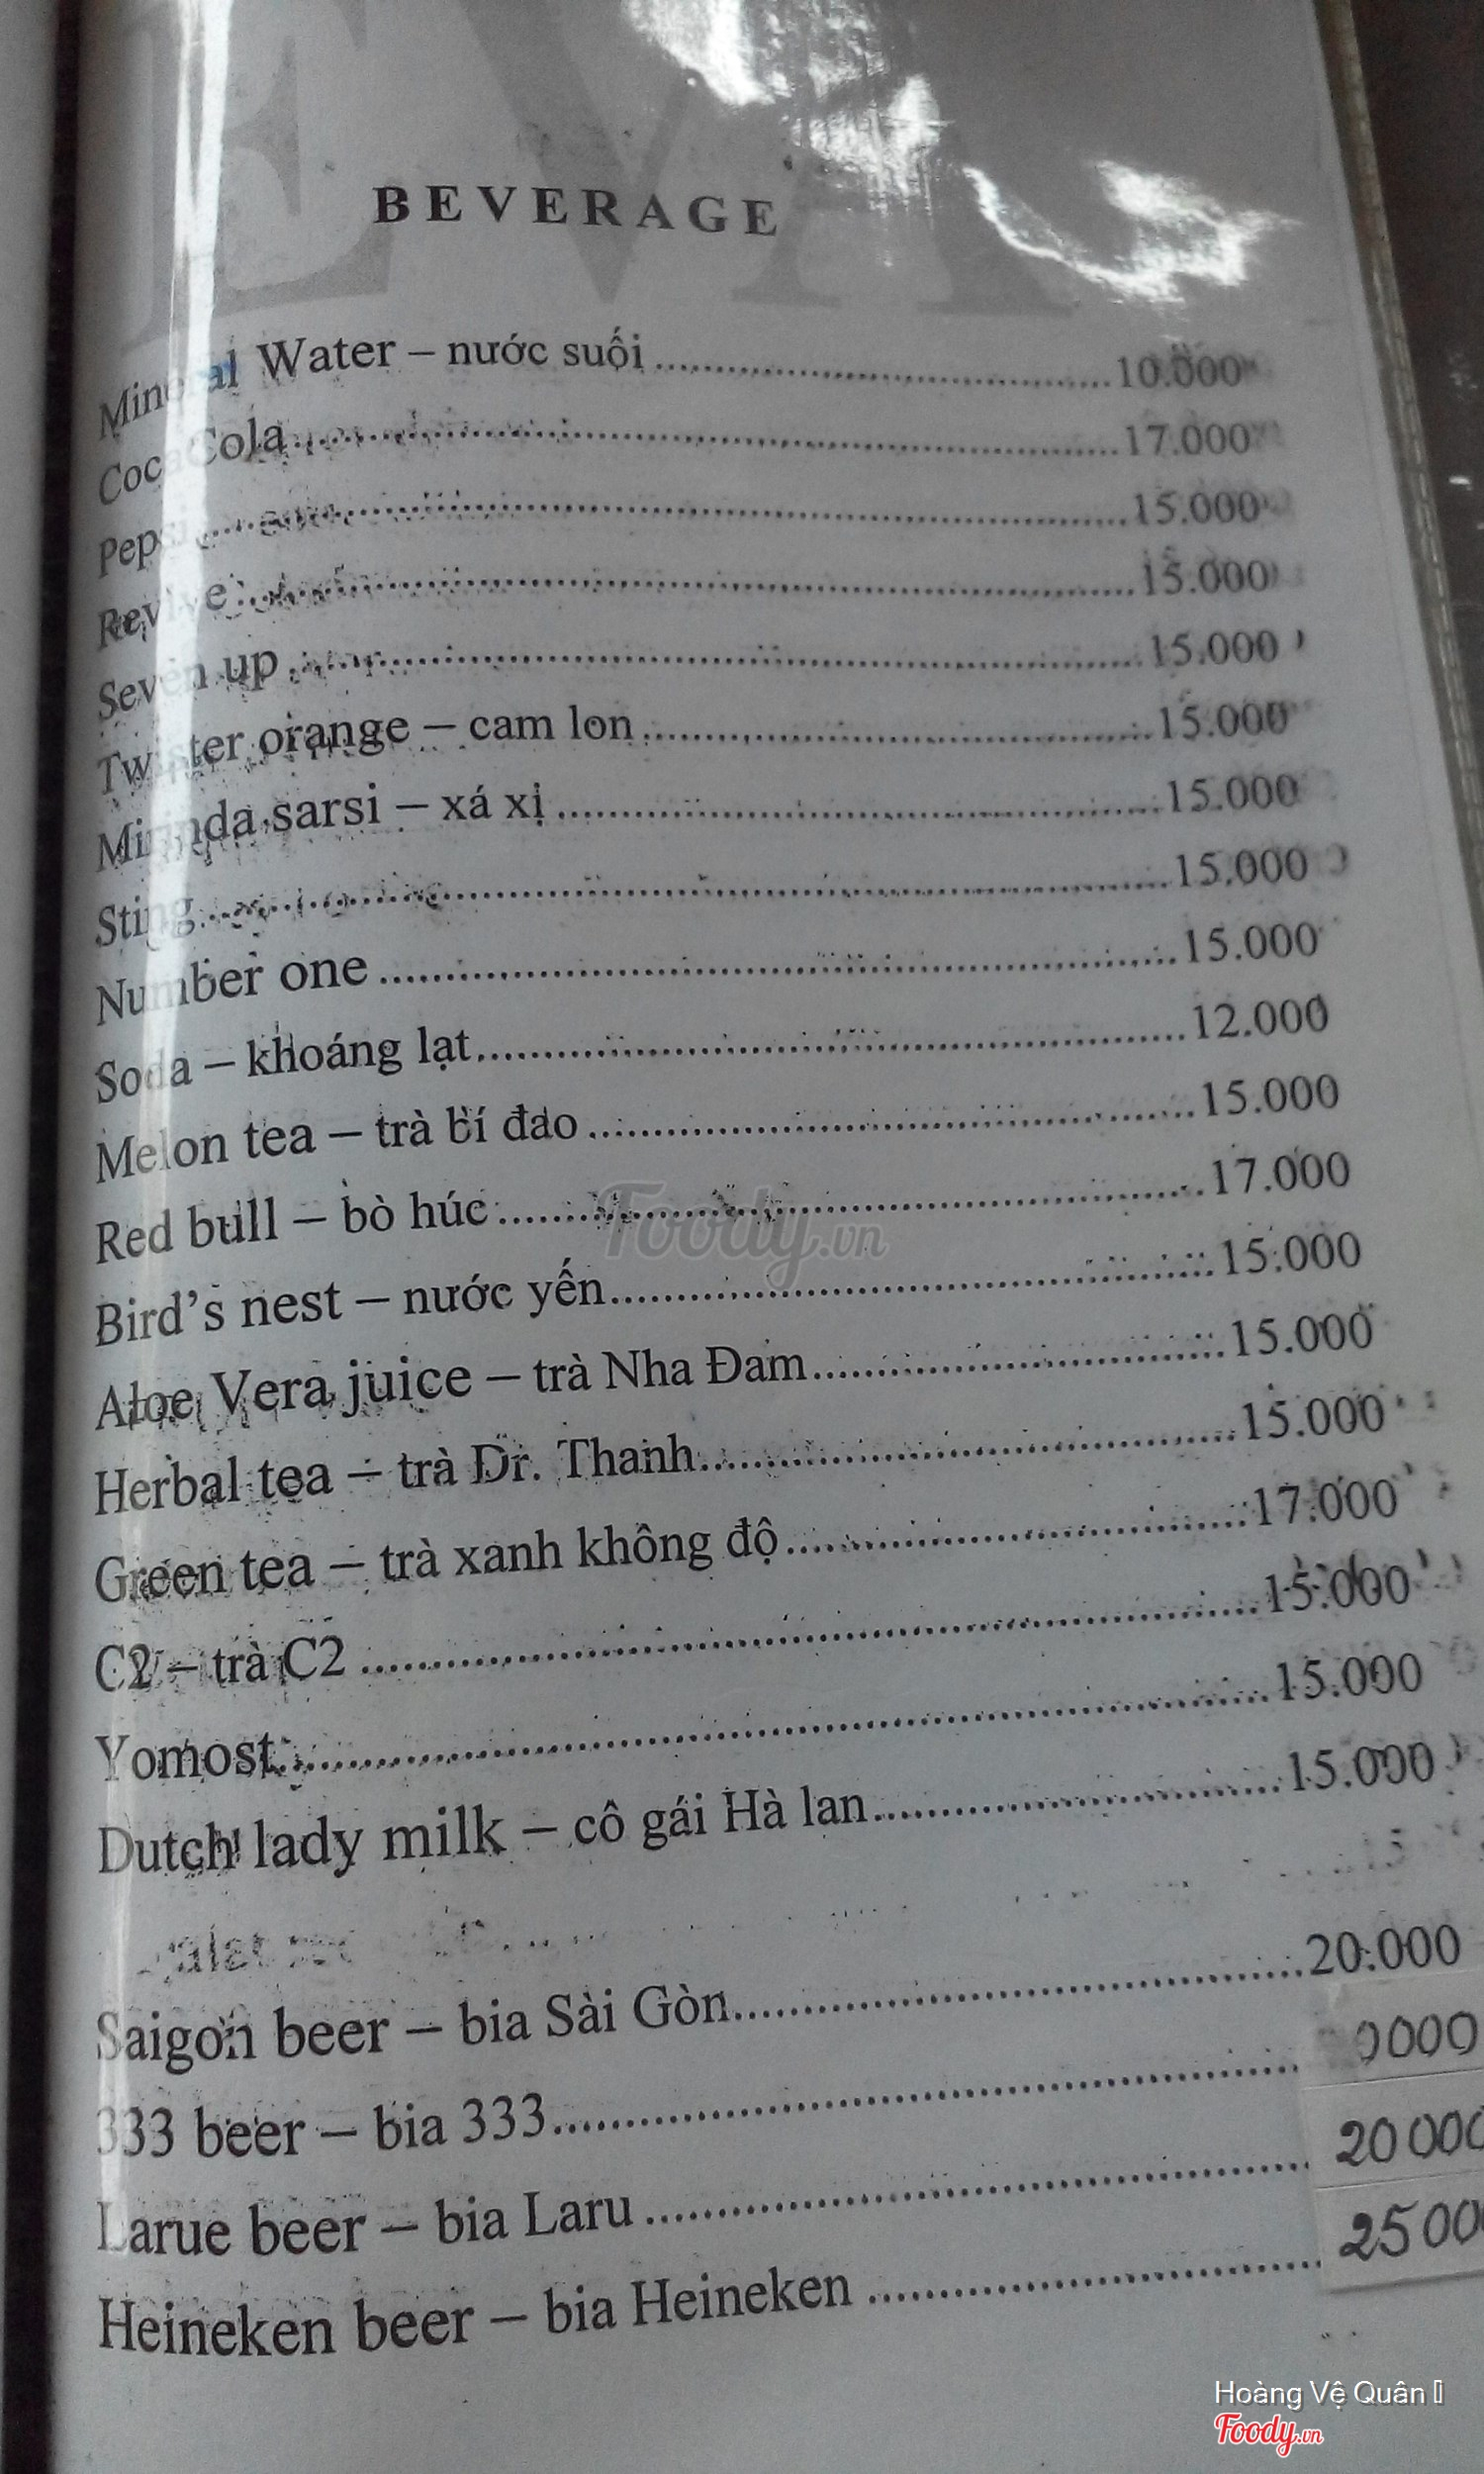 EVA
BEVERAGE
Mineral Water – nước suối 10.000
Coca Cola 17.000
Pepsi 15.000
Revive 15.000
Seven up 15.000
Twister orange – cam lon 15.000
Mirinda sarsi – xá xị 15.000
Sting 15.000
Number one 15.000
Soda – khoáng lạt 12.000
Melon tea – trà bí đao 15.000
Red bull – bò húc 17.000
Bird's nest – nước yến 15.000
Aloe Vera juice – trà Nha Đam 15.000
Herbal tea – trà Dr. Thanh 15.000
Green tea – trà xanh không độ 17.000
C2 – trà C2 15.000
Yomost 15.000
Dutch lady milk – cô gái Hà lan 15.000
Saigon beer – bia Sài Gòn 20.000
333 beer – bia 333
Larue beer – bia Laru 20 000
Heineken beer – bia Heineken
Foody.vn
Hoàng Vệ Quân
Foody.vn